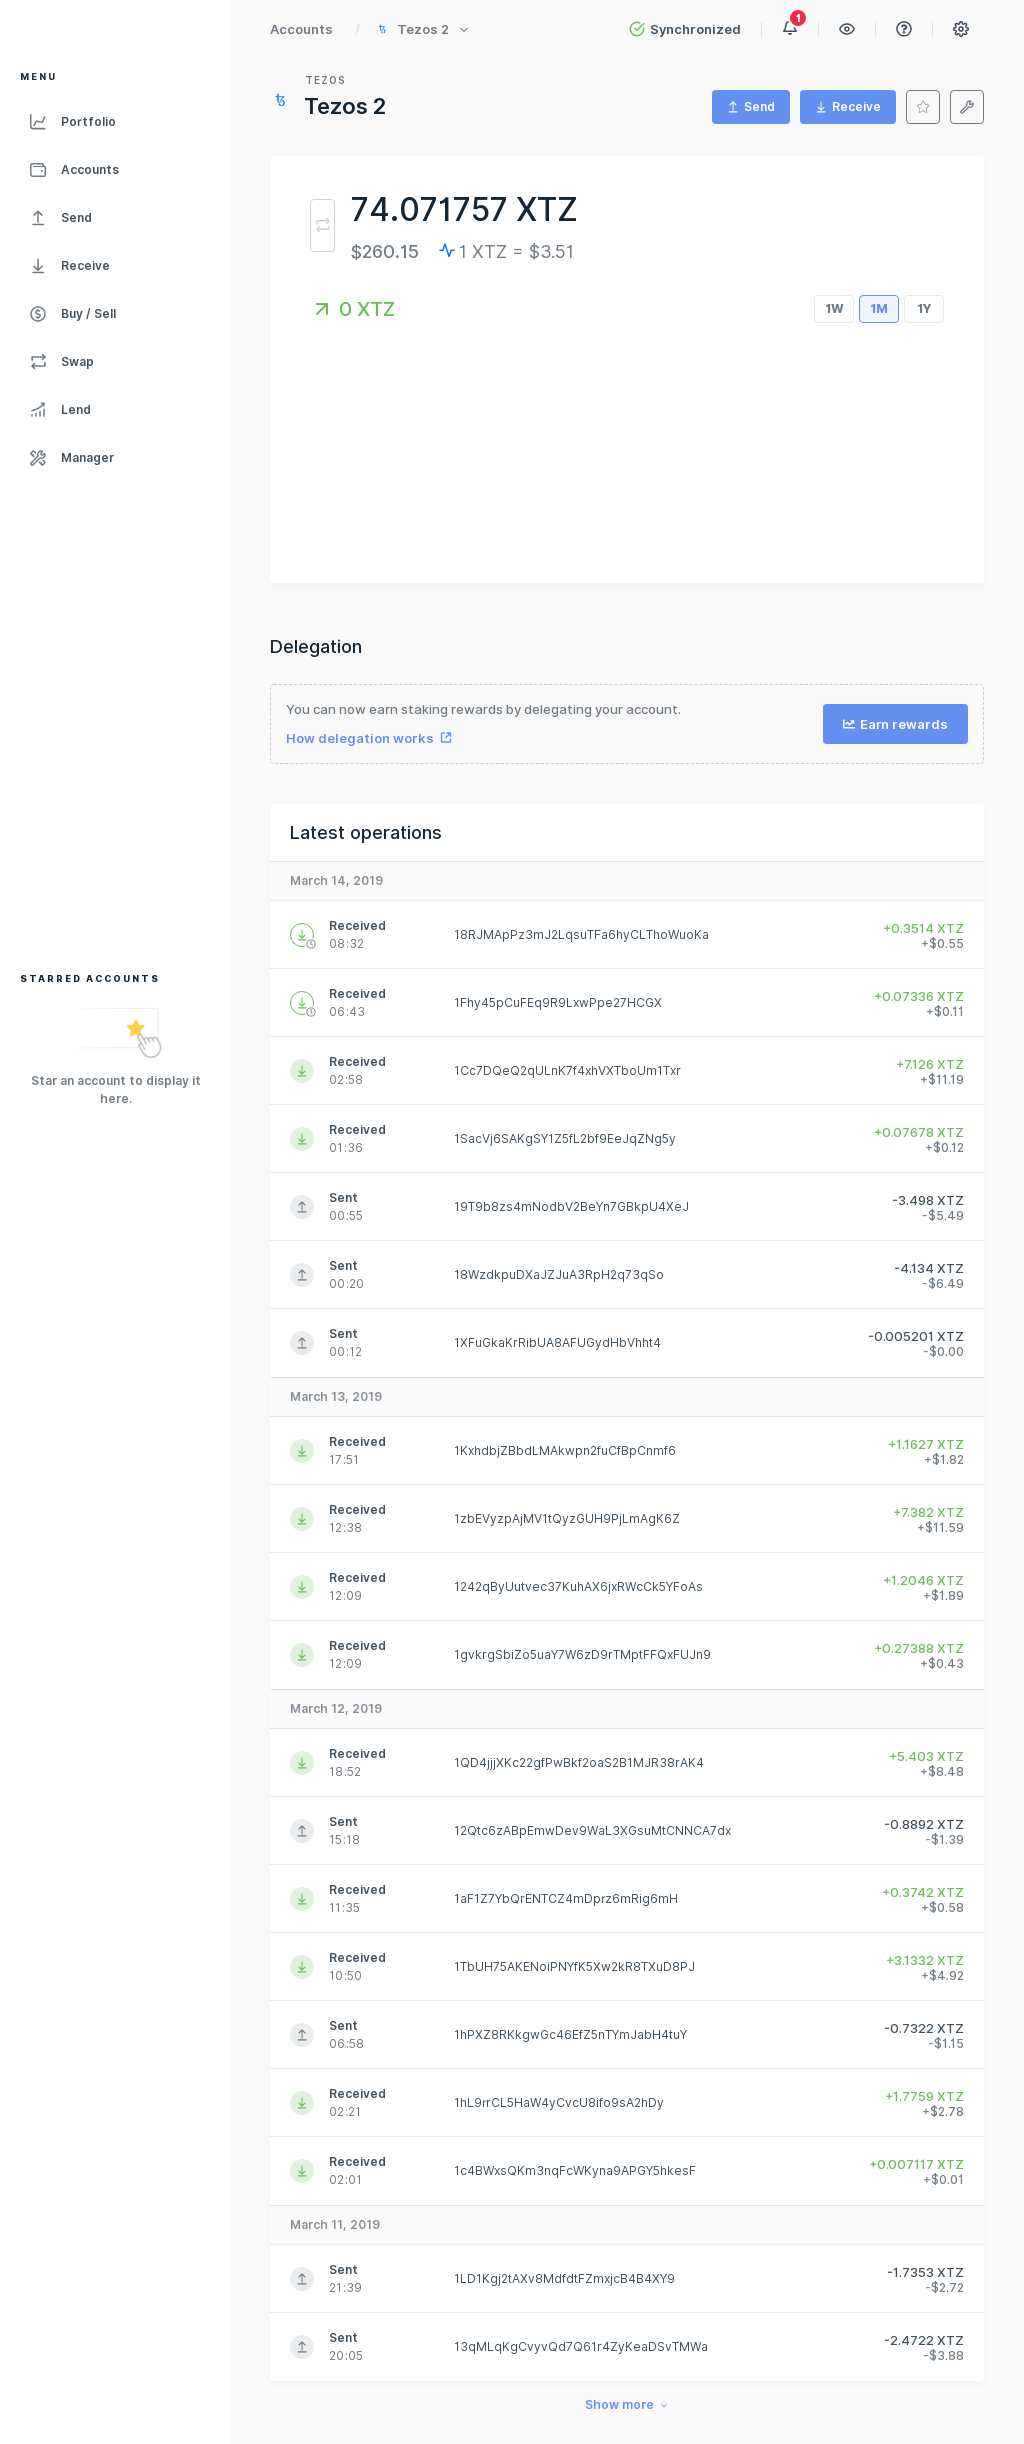 Accounts / Tezos 2
Synchronized
1
MENU
Portfolio
Accounts
Send
Receive
Buy / Sell
Swap
Lend
Manager
STARRED ACCOUNTS
Star an account to display it
here.
TEZOS
Tezos 2
Send
Receive
74.071757 XTZ
$260.15 1 XTZ = $3.51
0 XTZ
1W 1M 1Y
Delegation
You can now earn staking rewards by delegating your account.
How delegation works
Earn rewards
Latest operations
March 14, 2019
Received 18RJMApPz3mJ2LqsuTFa6hyCLThoWuoKa +0.3514 XTZ
08:32 +$0.55
Received 1Fhy45pCuFEq9R9LxwPpe27HCGX +0.07336 XTZ
06:43 +$0.11
Received 1Cc7DQeQ2qULnK7f4xhVXTboUm1Txr +7.126 XTZ
02:58 +$11.19
Received 1SacVj6SAKgSY1Z5fL2bf9EeJqZNg5y +0.07678 XTZ
01:36 +$0.12
Sent 19T9b8zs4mNodbV2BeYn7GBkpU4XeJ -3.498 XTZ
00:55 -$5.49
Sent 18WzdkpuDXaJZJuA3RpH2q73qSo -4.134 XTZ
00:20 -$6.49
Sent 1XFuGkaKrRibUA8AFUGydHbVhht4 -0.005201 XTZ
00:12 -$0.00
March 13, 2019
Received 1KxhdbjZBbdLMAkwpn2fuCfBpCnmf6 +1.1627 XTZ
17:51 +$1.82
Received 1zbEVyzpAjMV1tQyzGUH9PjLmAgK6Z +7.382 XTZ
12:38 +$11.59
Received 1242qByUutvec37KuhAX6jxRWcCk5YFoAs +1.2046 XTZ
12:09 +$1.89
Received 1gvkrgSbiZo5uaY7W6zD9rTMptFFQxFUJn9 +0.27388 XTZ
12:09 +$0.43
March 12, 2019
Received 1QD4jjjXKc22gfPwBkf2oaS2B1MJR38rAK4 +5.403 XTZ
18:52 +$8.48
Sent 12Qtc6zABpEmwDev9WaL3XGsuMtCNNCA7dx -0.8892 XTZ
15:18 -$1.39
Received 1aF1Z7YbQrENTCZ4mDprz6mRig6mH +0.3742 XTZ
11:35 +$0.58
Received 1TbUH75AKENoiPNYfK5Xw2kR8TXuD8PJ +3.1332 XTZ
10:50 +$4.92
Sent 1hPXZ8RKkgwGc46EfZ5nTYmJabH4tuY -0.7322 XTZ
06:58 -$1.15
Received 1hL9rrCL5HaW4yCvcU8ifo9sA2hDy +1.7759 XTZ
02:21 +$2.78
Received 1c4BWxsQKm3nqFcWKyna9APGY5hkesF +0.007117 XTZ
02:01 +$0.01
March 11, 2019
Sent 1LD1Kgj2tAXv8MdfdtFZmxjcB4B4XY9 -1.7353 XTZ
21:39 -$2.72
Sent 13qMLqKgCvyvQd7Q61r4ZyKeaDSvTMWa -2.4722 XTZ
20:05 -$3.88
Show more